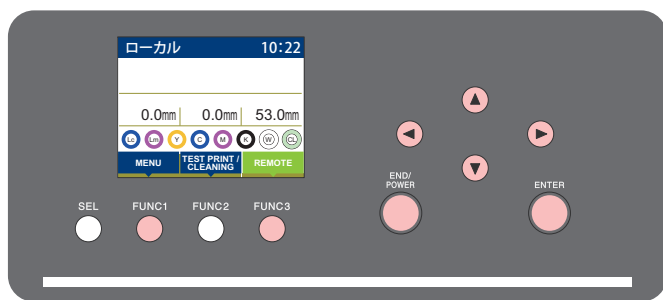 ローカル 10:22
0.0mm 0.0mm 53.0mm
Lc Lm Y C M K W CL
MENU TEST PRINT / CLEANING REMOTE
SEL FUNC1 FUNC2 FUNC3
END/
POWER
ENTER